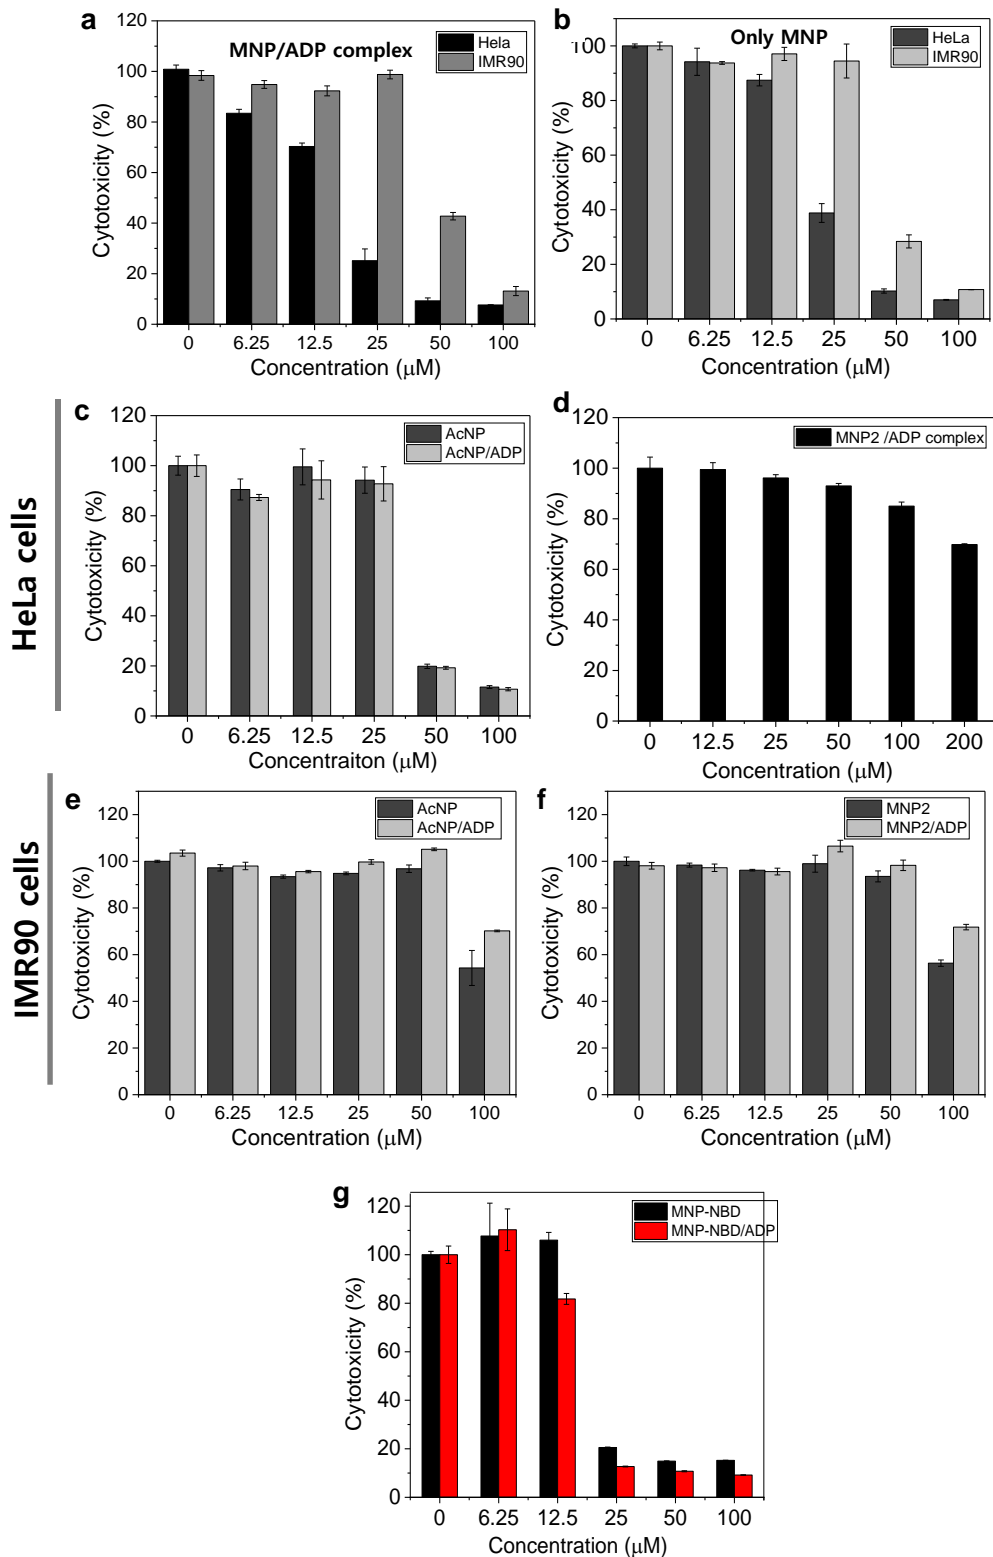 a
MNP/ADP complex
Hela
IMR90
120
100
80
60
40
20
0
Cytotoxicity (%)
0 6.25 12.5 25 50 100
Concentration (μM)
b
Only MNP
HeLa
IMR90
100
80
60
40
20
0
Cytotoxicity (%)
0 6.25 12.5 25 50 100
Concentration (μM)
HeLa cells
c
AcNP
AcNP/ADP
120
100
80
60
40
20
0
Cytotoxicity (%)
0 6.25 12.5 25 50 100
Concentraiton (μM)
d
MNP2 /ADP complex
120
100
80
60
40
20
0
Cytotoxicity (%)
0 12.5 25 50 100 200
Concentration (μM)
IMR90 cells
e
AcNP
AcNP/ADP
120
100
80
60
40
20
0
Cytotoxicity (%)
0 6.25 12.5 25 50 100
Concentration (μM)
f
MNP2
MNP2/ADP
120
100
80
60
40
20
0
Cytotoxicity (%)
0 6.25 12.5 25 50 100
Concentration (μM)
g
MNP-NBD
MNP-NBD/ADP
120
100
80
60
40
20
0
Cytotoxicity (%)
0 6.25 12.5 25 50 100
Concentration (μM)